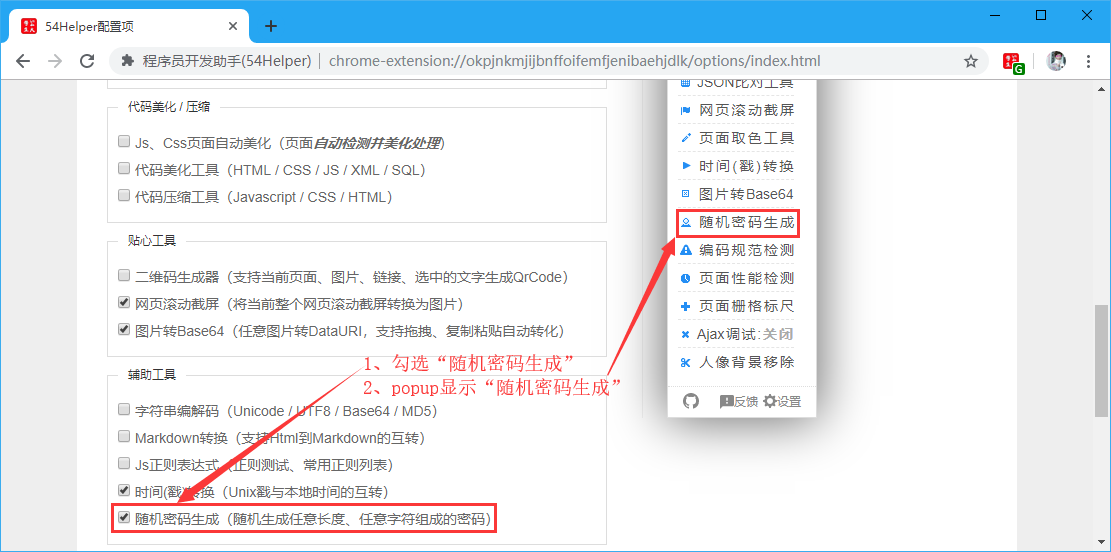 54Helper配置项
程序员开发助手(54Helper)
chrome-extension://okpjnkmjijbnffoifemfjenibaehjdlk/options/index.html
G
代码美化 / 压缩
Js、Css页面自动美化（页面自动检测并美化处理）
代码美化工具（HTML / CSS / JS / XML / SQL）
代码压缩工具（Javascript / CSS / HTML）
贴心工具
二维码生成器（支持当前页面、图片、链接、选中的文字生成QrCode）
网页滚动截屏（将当前整个网页滚动截屏转换为图片）
图片转Base64（任意图片转DataURI，支持拖拽、复制粘贴自动转化）
辅助工具
字符串编解码（Unicode / UTF8 / Base64 / MD5）
Markdown转换（支持Html到Markdown的互转）
Js正则表达式（正则测试、常用正则列表）
时间(戳)转换（Unix戳与本地时间的互转）
随机密码生成（随机生成任意长度、任意字符组成的密码）
1、勾选“随机密码生成”
2、popup显示“随机密码生成”
JSON比对工具
网页滚动截屏
页面取色工具
时间(戳)转换
图片转Base64
随机密码生成
编码规范检测
页面性能检测
页面栅格标尺
Ajax调试:关闭
人像背景移除
反馈 设置